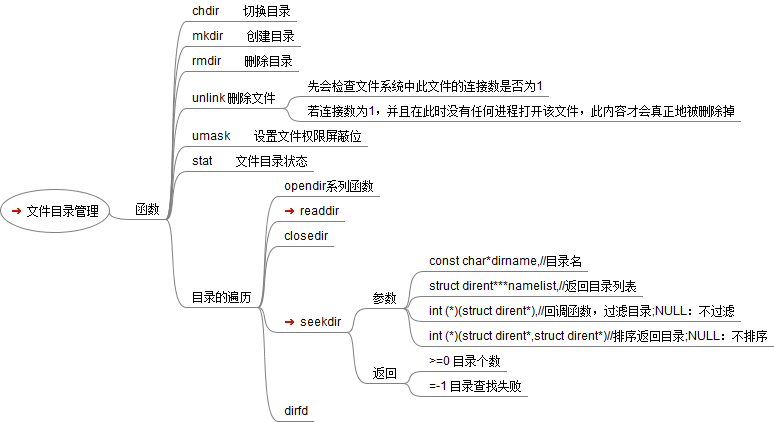 ➔ 文件目录管理
函数
chdir 切换目录
mkdir 创建目录
rmdir 删除目录
unlink 删除文件
先会检查文件系统中此文件的连接数是否为1
若连接数为1，并且在此时没有任何进程打开该文件，此内容才会真正地被删除掉
umask 设置文件权限屏蔽位
stat 文件目录状态
目录的遍历
opendir系列函数
➔ readdir
closedir
➔ seekdir
参数
const char*dirname,//目录名
struct dirent***namelist,//返回目录列表
int (*)(struct dirent*),//回调函数，过滤目录;NULL：不过滤
int (*)(struct dirent*,struct dirent*)//排序返回目录;NULL：不排序
返回
>=0 目录个数
=-1 目录查找失败
dirfd